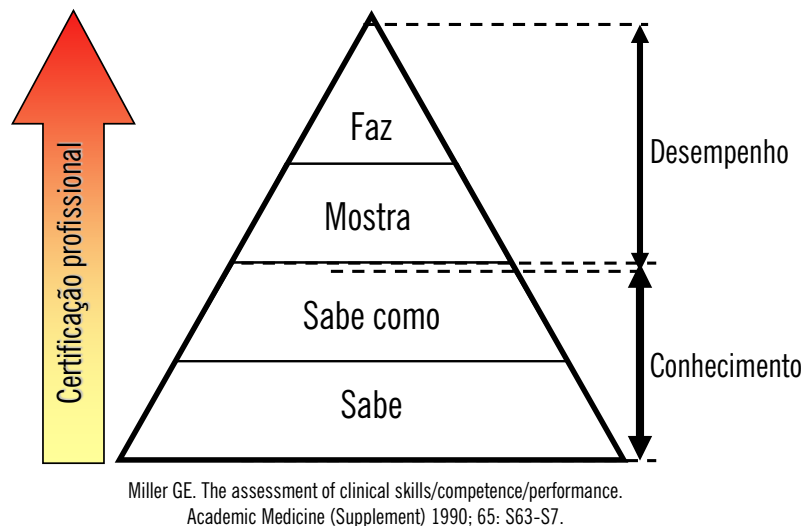 Certificação profissional
Faz
Mostra
Sabe como
Sabe
Desempenho
Conhecimento
Miller GE. The assessment of clinical skills/competence/performance.
Academic Medicine (Supplement) 1990; 65: S63-S7.